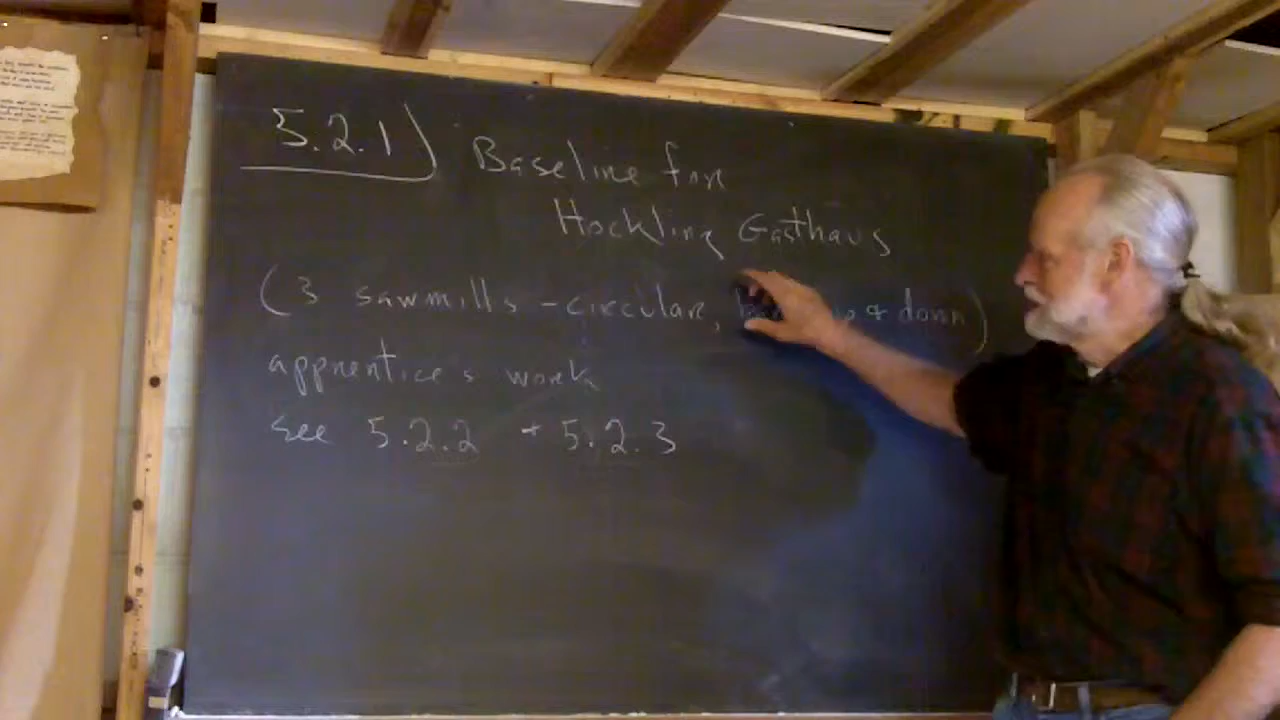 5.2.1) Baseline for
Hockling Gasthaus
(3 sawmills - circular, up & down)
apprentice's work
see 5.2.2 + 5.2.3